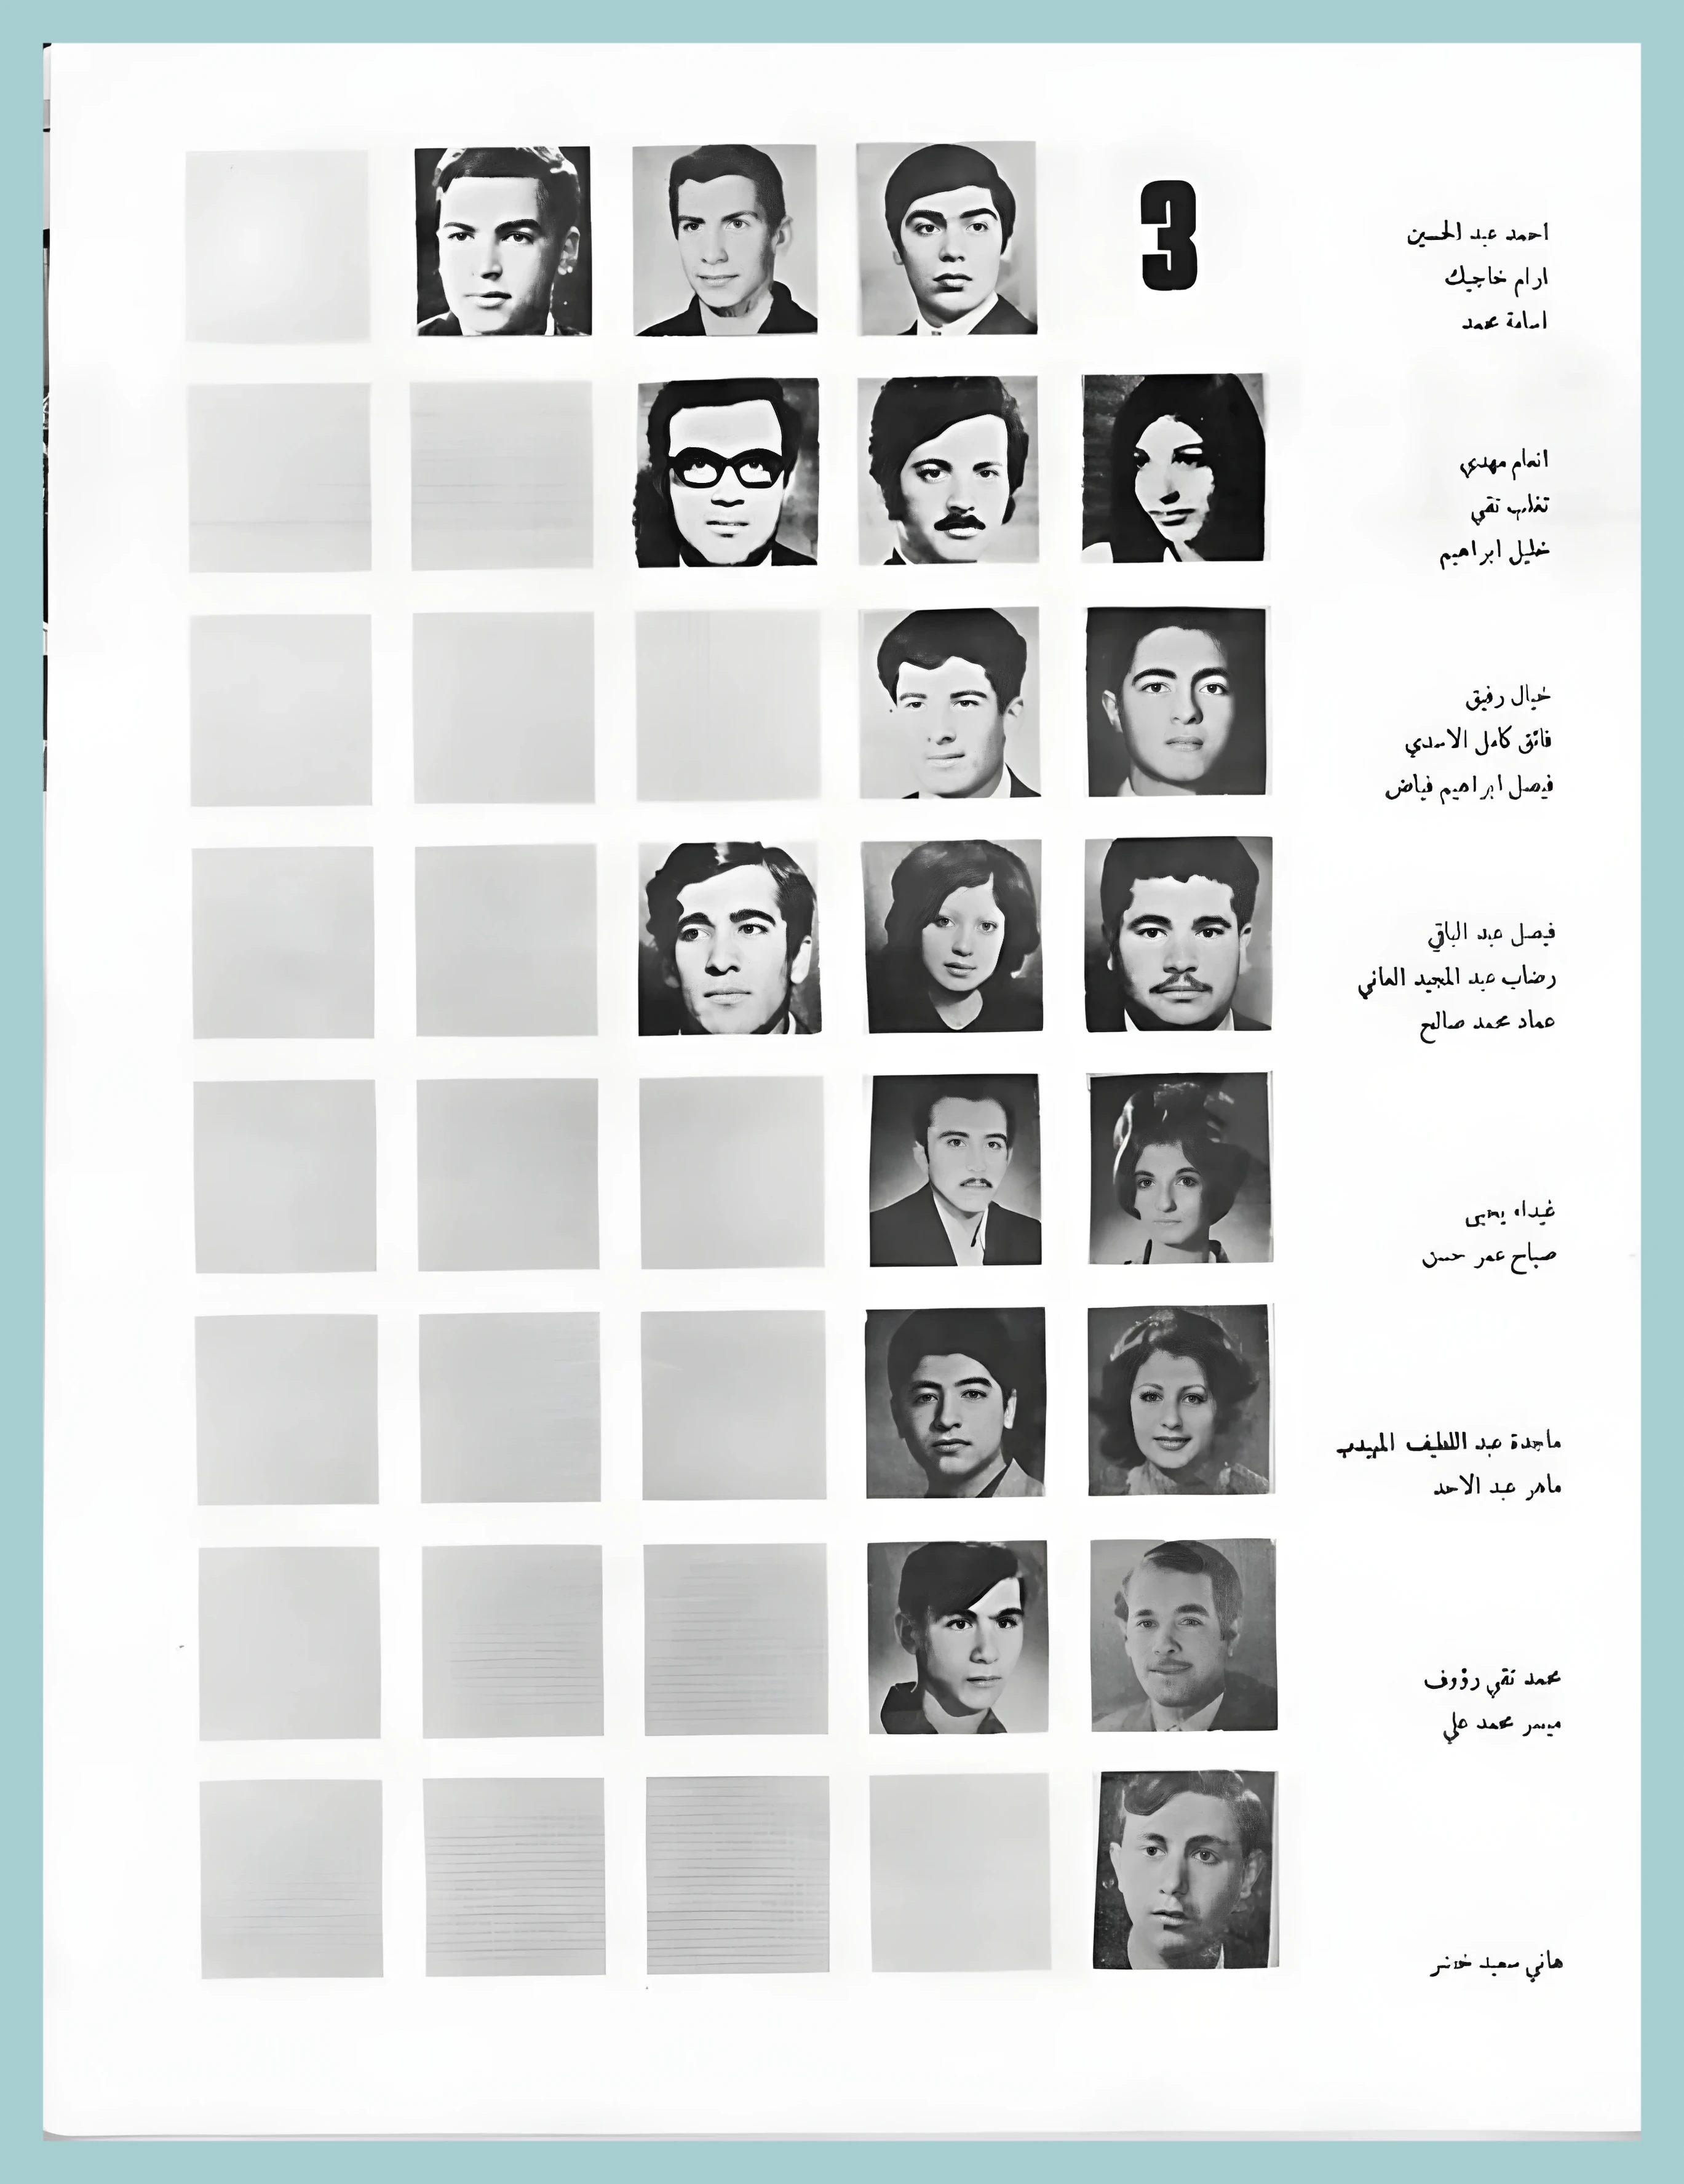 3
احمد عبد الحسين
ارام خاجيك
اسامة محمد
انعام مهدي
تغلب تقي
خليل ابراهيم
خيال رفيق
فائق كامل الاسدي
فيصل ابراهيم فياض
فيصل عبد الباقي
رضاب عبد المجيد العاني
عماد محمد صالح
غيداء يحيى
صباح عمر حسن
ماجدة عبد اللطيف
ماهر عبد الاحد
محمد تقي رؤوف
ميسر محمد علي
هاني سعيد خضر